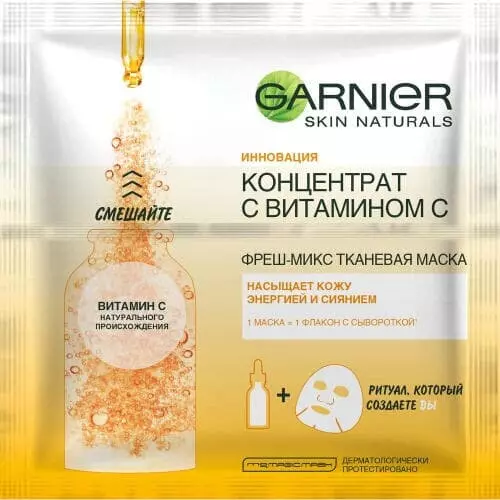 GARNIER
SKIN NATURALS
ИННОВАЦИЯ
КОНЦЕНТРАТ
С ВИТАМИНОМ С
СМЕШАЙТЕ
ФРЕШ-МИКС ТКАНЕВАЯ МАСКА
НАСЫЩАЕТ КОЖУ
ЭНЕРГИЕЙ И СИЯНИЕМ
1 МАСКА = 1 ФЛАКОН С СЫВОРОТКОЙ¹
ВИТАМИН С
НАТУРАЛЬНОГО
ПРОИСХОЖДЕНИЯ
+
РИТУАЛ, КОТОРЫЙ
СОЗДАЕТЕ ВЫ
ДЕРМАТОЛОГИЧЕСКИ
ПРОТЕСТИРОВАНО